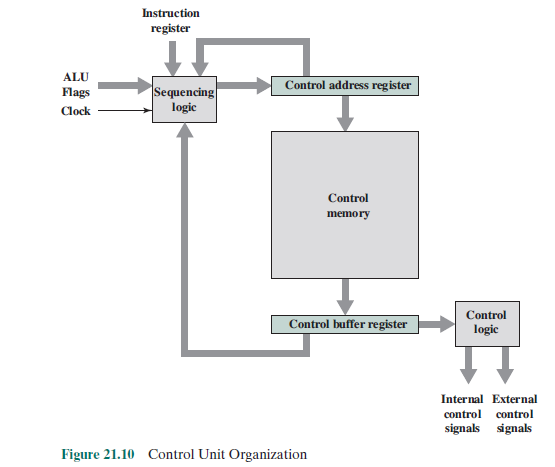 Instruction
register
ALU
Flags
Clock
Sequencing
logic
Control address register
Control
memory
Control buffer register
Control
logic
Internal External
control control
signals signals
Figure 21.10 Control Unit Organization